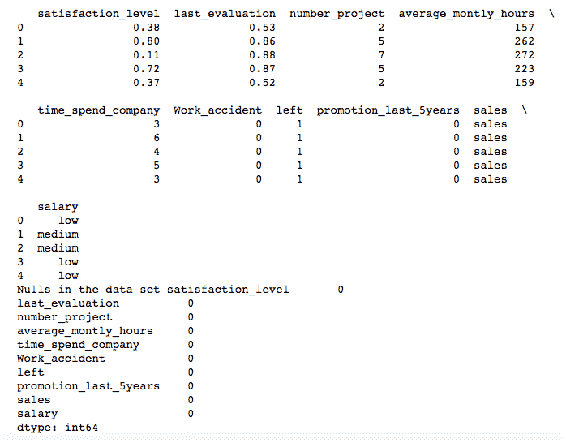 satisfaction_level  last_evaluation  number_project  average_montly_hours  \
0                0.38             0.53               2                   157
1                0.80             0.86               5                   262
2                0.11             0.88               7                   272
3                0.72             0.87               5                   223
4                0.37             0.52               2                   159
time_spend_company  Work_accident  left  promotion_last_5years  sales  \
0                   3              0     1                      0  sales
1                   6              0     1                      0  sales
2                   4              0     1                      0  sales
3                   5              0     1                      0  sales
4                   3              0     1                      0  sales
salary
0     low
1  medium
2  medium
3     low
4     low
Nulls in the data set satisfaction_level       0
last_evaluation          0
number_project           0
average_montly_hours     0
time_spend_company       0
Work_accident            0
left                     0
promotion_last_5years    0
sales                    0
salary                   0
dtype: int64